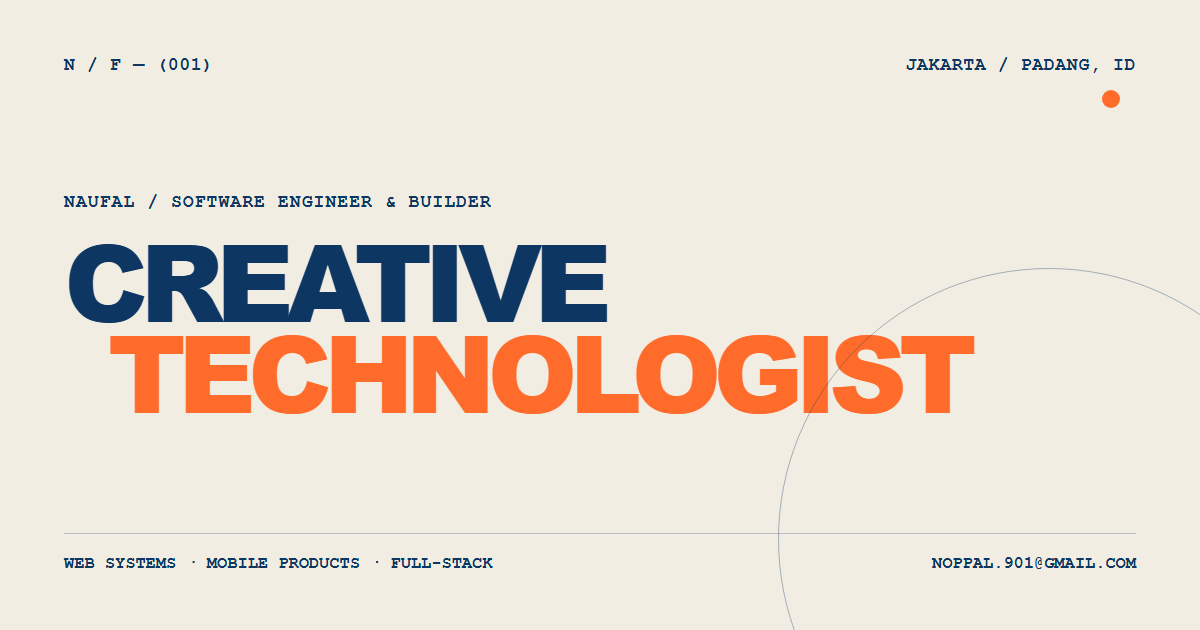 N / F — (001)
JAKARTA / PADANG, ID
NAUFAL / SOFTWARE ENGINEER & BUILDER
CREATIVE
TECHNOLOGIST
WEB SYSTEMS · MOBILE PRODUCTS · FULL-STACK
NOPPAL.901@GMAIL.COM